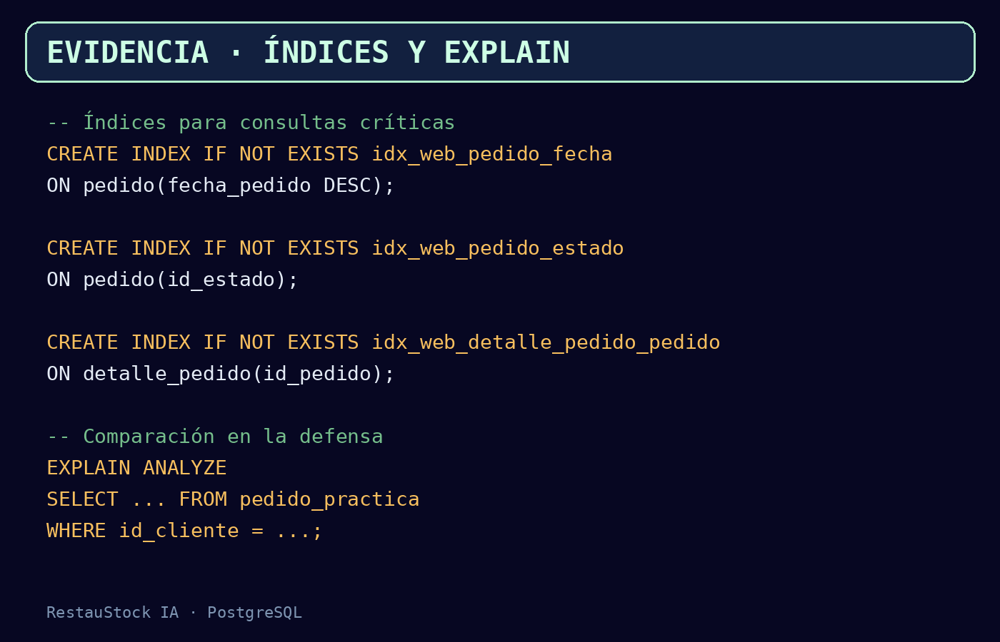 EVIDENCIA · ÍNDICES Y EXPLAIN
-- Índices para consultas críticas
CREATE INDEX IF NOT EXISTS idx_web_pedido_fecha
ON pedido(fecha_pedido DESC);
CREATE INDEX IF NOT EXISTS idx_web_pedido_estado
ON pedido(id_estado);
CREATE INDEX IF NOT EXISTS idx_web_detalle_pedido_pedido
ON detalle_pedido(id_pedido);
-- Comparación en la defensa
EXPLAIN ANALYZE
SELECT ... FROM pedido_practica
WHERE id_cliente = ...;
RestauStock IA · PostgreSQL